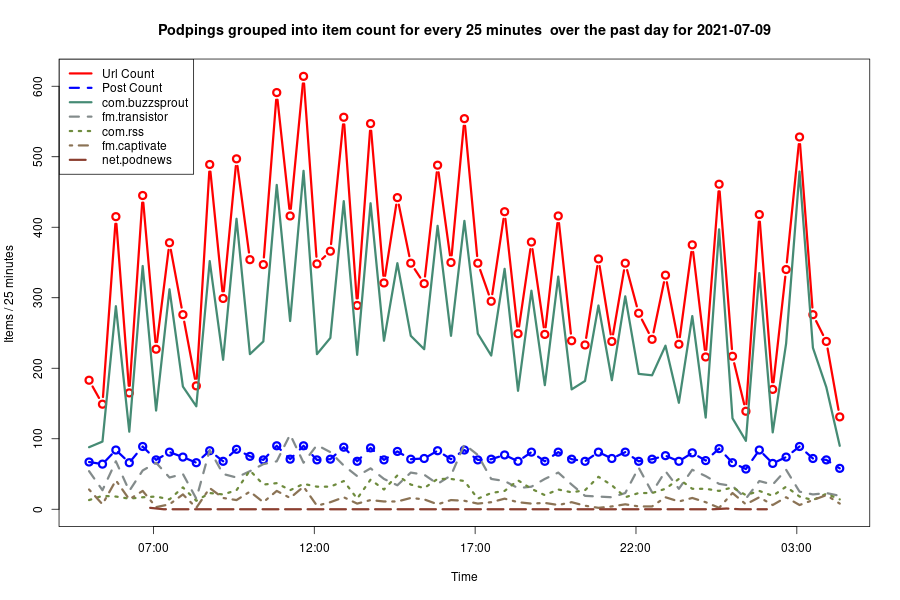 Podpings grouped into item count for every 25 minutes  over the past day for 2021-07-09
Url Count
Post Count
com.buzzsprout
fm.transistor
com.rss
fm.captivate
net.podnews
Items / 25 minutes
600
500
400
300
200
100
0
07:00 12:00 17:00 22:00 03:00
Time